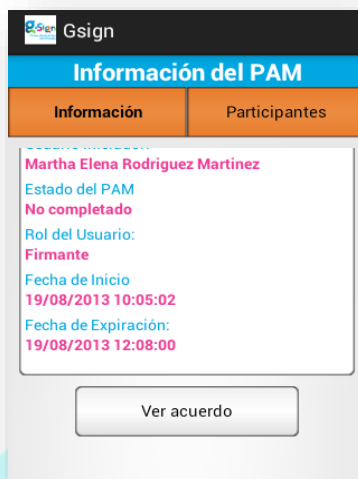 g-Sign
Gsign
Información del PAM
Información
Participantes
Martha Elena Rodriguez Martinez
Estado del PAM
No completado
Rol del Usuario:
Firmante
Fecha de Inicio
19/08/2013 10:05:02
Fecha de Expiración:
19/08/2013 12:08:00
Ver acuerdo